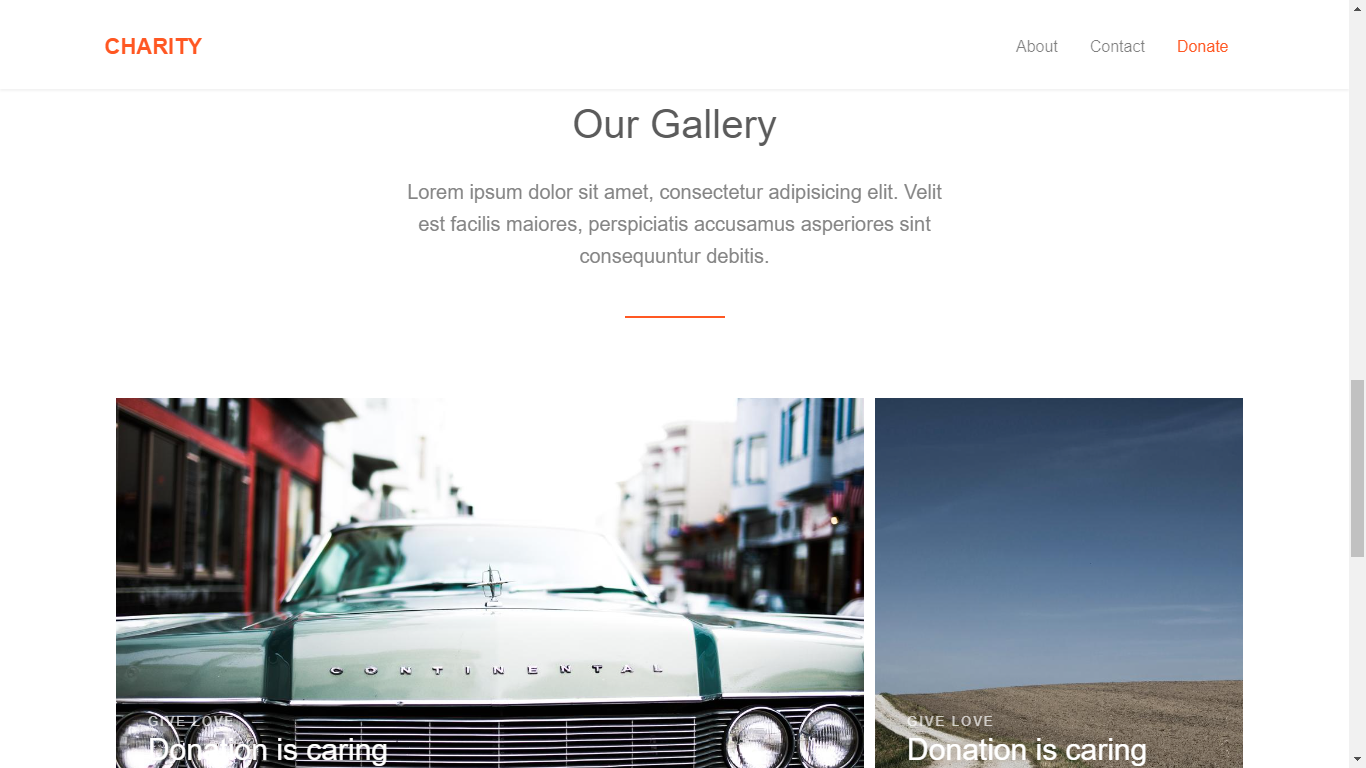 CHARITY
About
Contact
Donate
Our Gallery
Lorem ipsum dolor sit amet, consectetur adipisicing elit. Velit
est facilis maiores, perspiciatis accusamus asperiores sint
consequuntur debitis.
CONTINENTAL
GIVE LOVE
Donation is caring
GIVE LOVE
Donation is caring